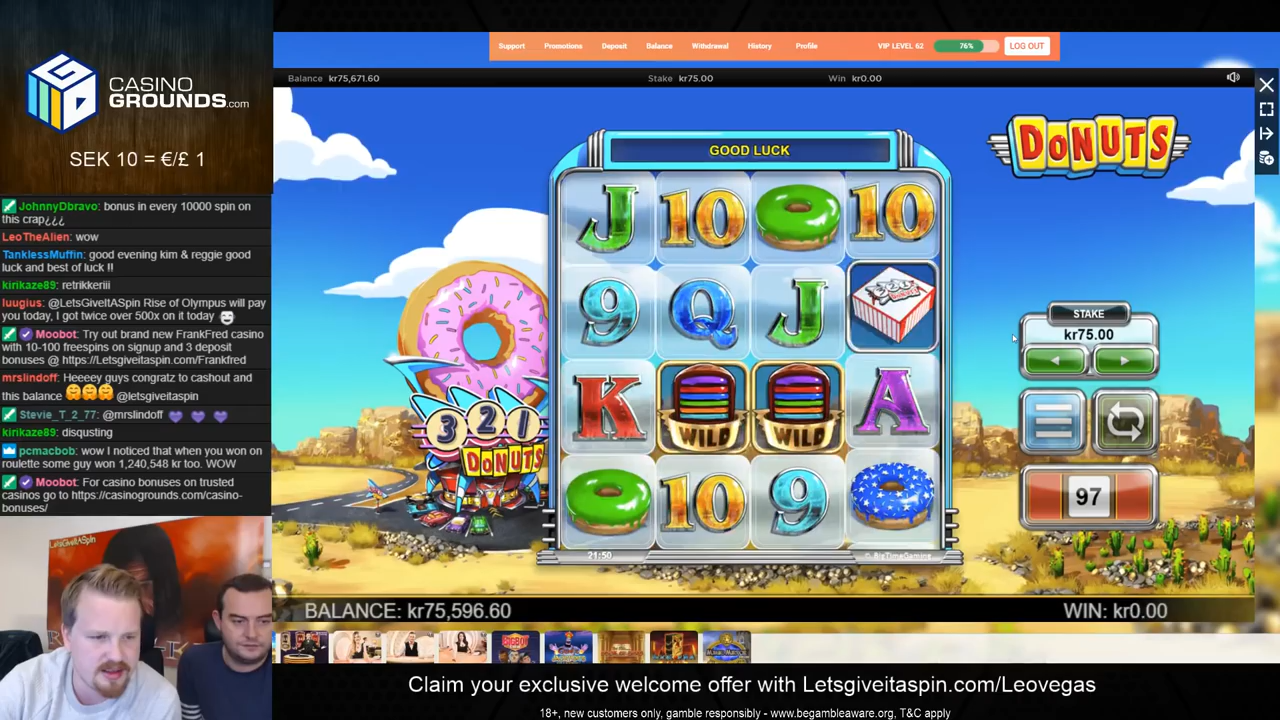 CASINO
GROUNDS.com
SEK 10 = €/£ 1
JohnnyDbravo: bonus in every 10000 spin on
this crap¿¿¿
LeoTheAlien: wow
TanklessMuffin: good evening kim & reggie good
luck and best of luck !!
kirikaze89: retrikkeriii
luugius: @LetsGiveItASpin Rise of Olympus will pay
you today, I got twice over 500x on it today
Moobot: Try out brand new FrankFred casino
with 10-100 freespins on signup and 3 deposit
bonuses @ https://Letsgiveitaspin.com/Frankfred
mrslindoff: Heeeey guys congratz to cashout and
this balance @letsgiveitaspin
Stevie_T_2_77: @mrslindoff
kirikaze89: disqusting
pcmacbob: wow I noticed that when you won on
roulette some guy won 1,240,548 kr too. WOW
Moobot: For casino bonuses on trusted
casinos go to https://casinogrounds.com/casino-
bonuses/
LetsGiveItASpin
Support Promotions Deposit Balance Withdrawal History Profile VIP LEVEL 62 76% LOG OUT
Balance kr75,671.60 Stake kr75.00 Win kr0.00
DONUTS
GOOD LUCK
J 10 10
9 Q J
K WILD WILD A
10 9
3 2 1
DONUTS
STAKE
kr75.00
97
21:50
© BigTimeGaming
BALANCE: kr75,596.60 WIN: kr0.00
Claim your exclusive welcome offer with Letsgiveitaspin.com/Leovegas
18+, new customers only, gamble responsibly - www.begambleaware.org, T&C apply